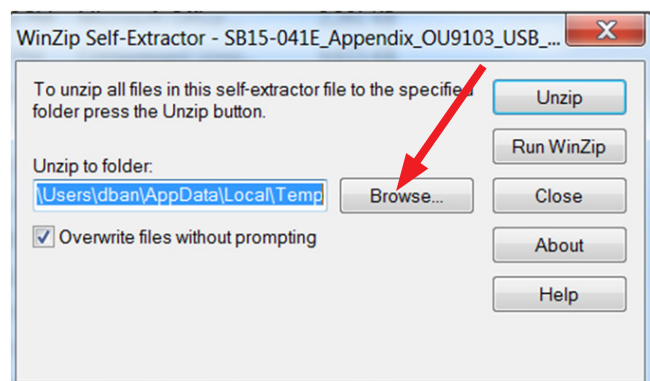 WinZip Self-Extractor - SB15-041E_Appendix_OU9103_USB_...
To unzip all files in this self-extractor file to the specified
folder press the Unzip button.
Unzip to folder:
\Users\dban\AppData\Local\Temp
Browse...
Overwrite files without prompting
Unzip
Run WinZip
Close
About
Help